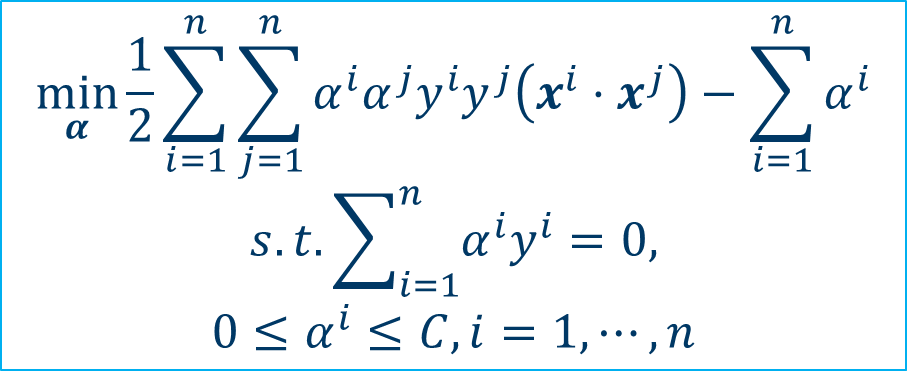 min_α 1/2 ∑_{i=1}^{n} ∑_{j=1}^{n} α^i α^j y^i y^j (x^i · x^j) − ∑_{i=1}^{n} α^i
s.t. ∑_{i=1}^{n} α^i y^i = 0,
0 ≤ α^i ≤ C, i = 1, ⋯, n